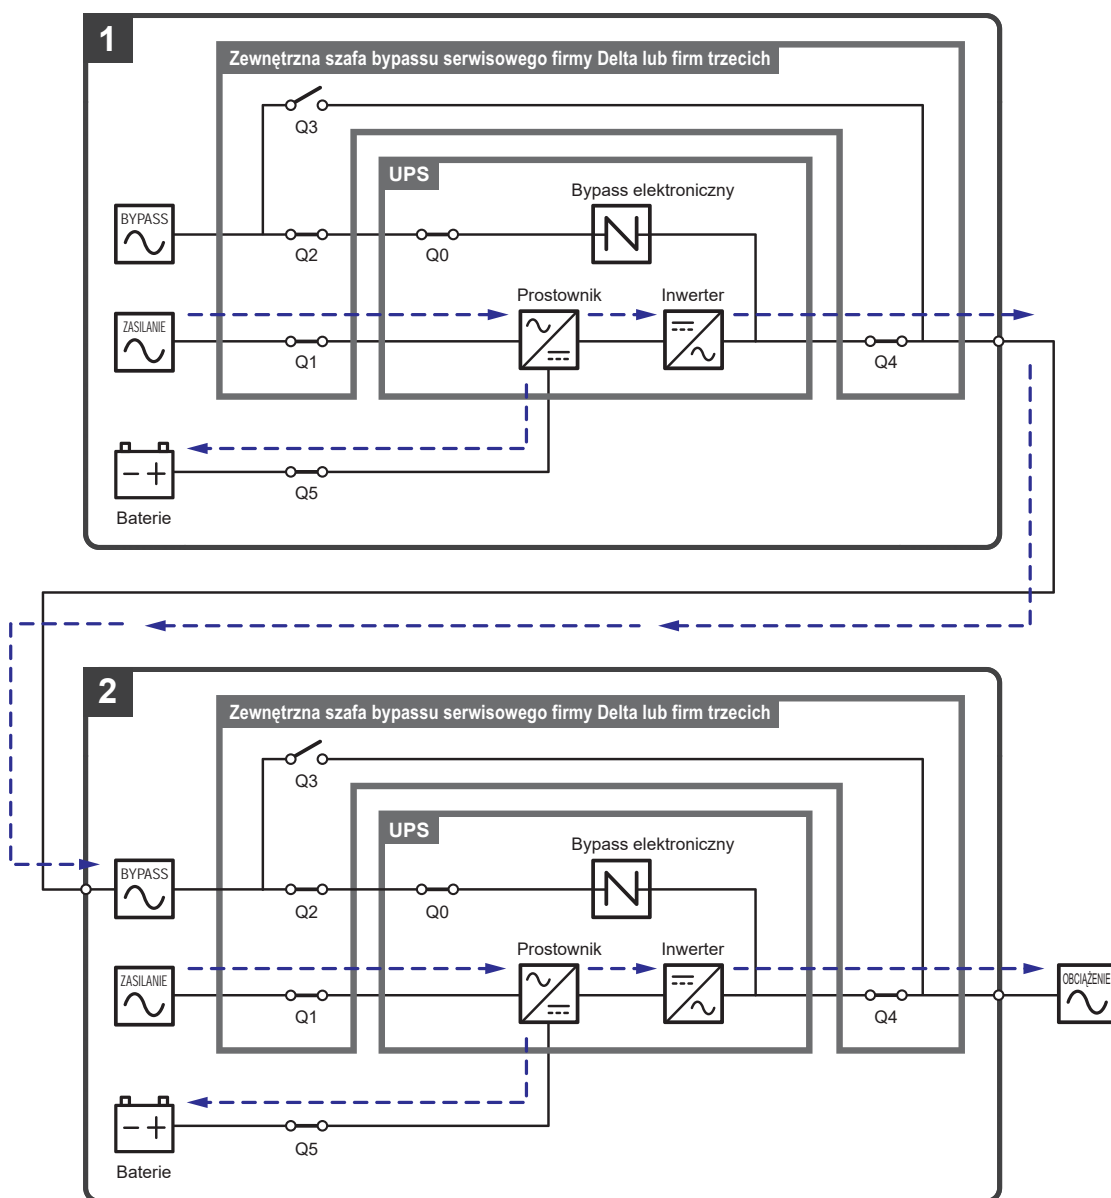 1
Zewnętrzna szafa bypassu serwisowego firmy Delta lub firm trzecich
Q3
UPS
Bypass elektroniczny
BYPASS
Q2
Q0
Prostownik
Inwerter
ZASILANIE
Q1
Q4
Q5
Baterie
2
Zewnętrzna szafa bypassu serwisowego firmy Delta lub firm trzecich
Q3
UPS
Bypass elektroniczny
BYPASS
Q2
Q0
Prostownik
Inwerter
ZASILANIE
OBCIĄŻENIE
Q1
Q4
Q5
Baterie